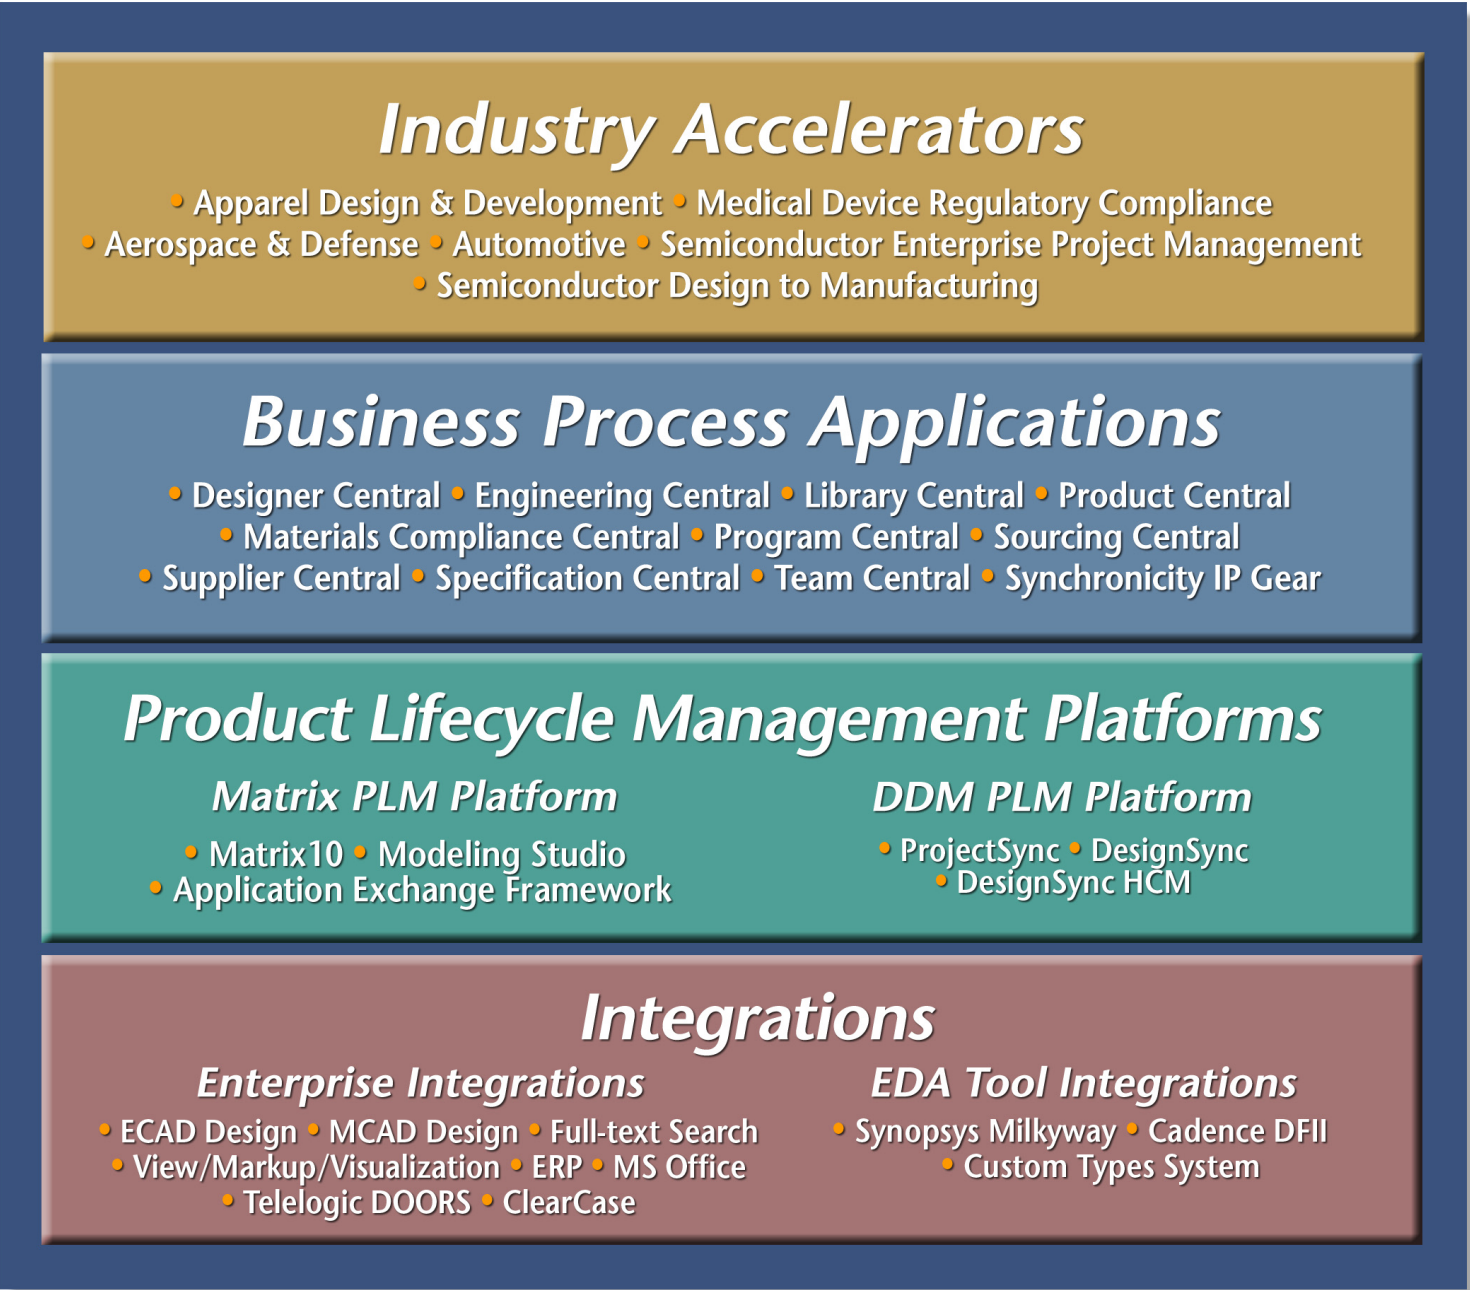 Industry Accelerators
• Apparel Design & Development • Medical Device Regulatory Compliance
• Aerospace & Defense • Automotive • Semiconductor Enterprise Project Management
• Semiconductor Design to Manufacturing
Business Process Applications
• Designer Central • Engineering Central • Library Central • Product Central
• Materials Compliance Central • Program Central • Sourcing Central
• Supplier Central • Specification Central • Team Central • Synchronicity IP Gear
Product Lifecycle Management Platforms
Matrix PLM Platform
• Matrix10 • Modeling Studio
• Application Exchange Framework
DDM PLM Platform
• ProjectSync • DesignSync
• DesignSync HCM
Integrations
Enterprise Integrations
• ECAD Design • MCAD Design • Full-text Search
• View/Markup/Visualization • ERP • MS Office
• Telelogic DOORS • ClearCase
EDA Tool Integrations
• Synopsys Milkyway • Cadence DFII
• Custom Types System